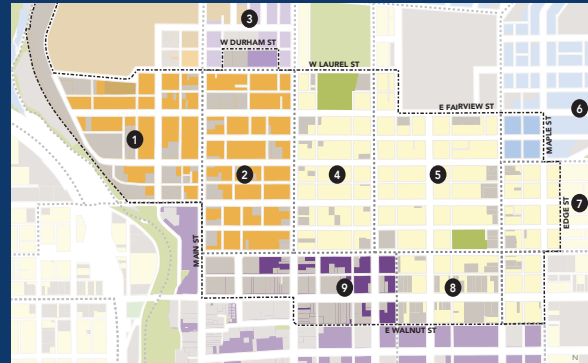 3
W DURHAM ST
W LAUREL ST
E FAIRVIEW ST
6
MAPLE ST
1
2
4
5
7
EDGE ST
MAIN ST
9
8
E WALNUT ST
N